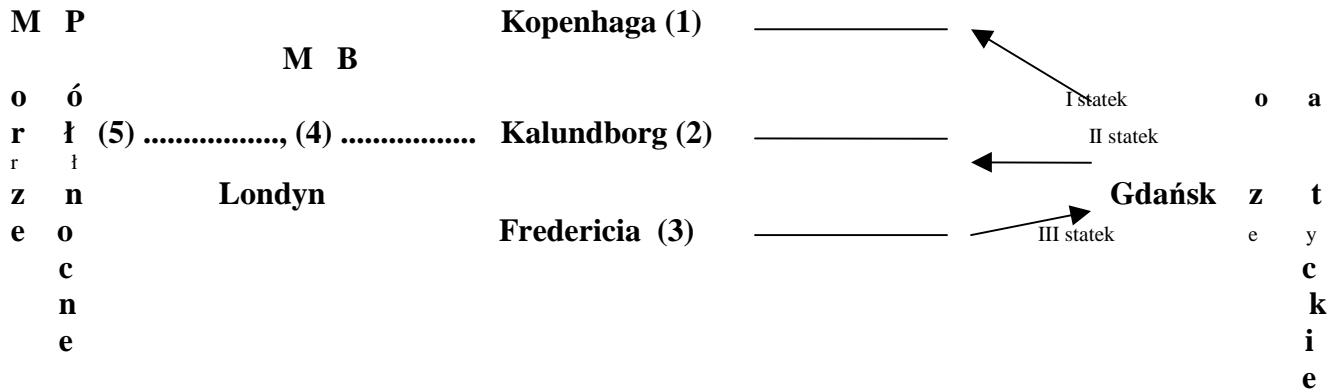 M P Kopenhaga (1)
M B
o ó I statek o a
r ł (5) ................., (4) ................. Kalundborg (2) II statek
r ł
z n Londyn Gdańsk z t
e o Fredericia (3) III statek e y
c c
n k
e i
e